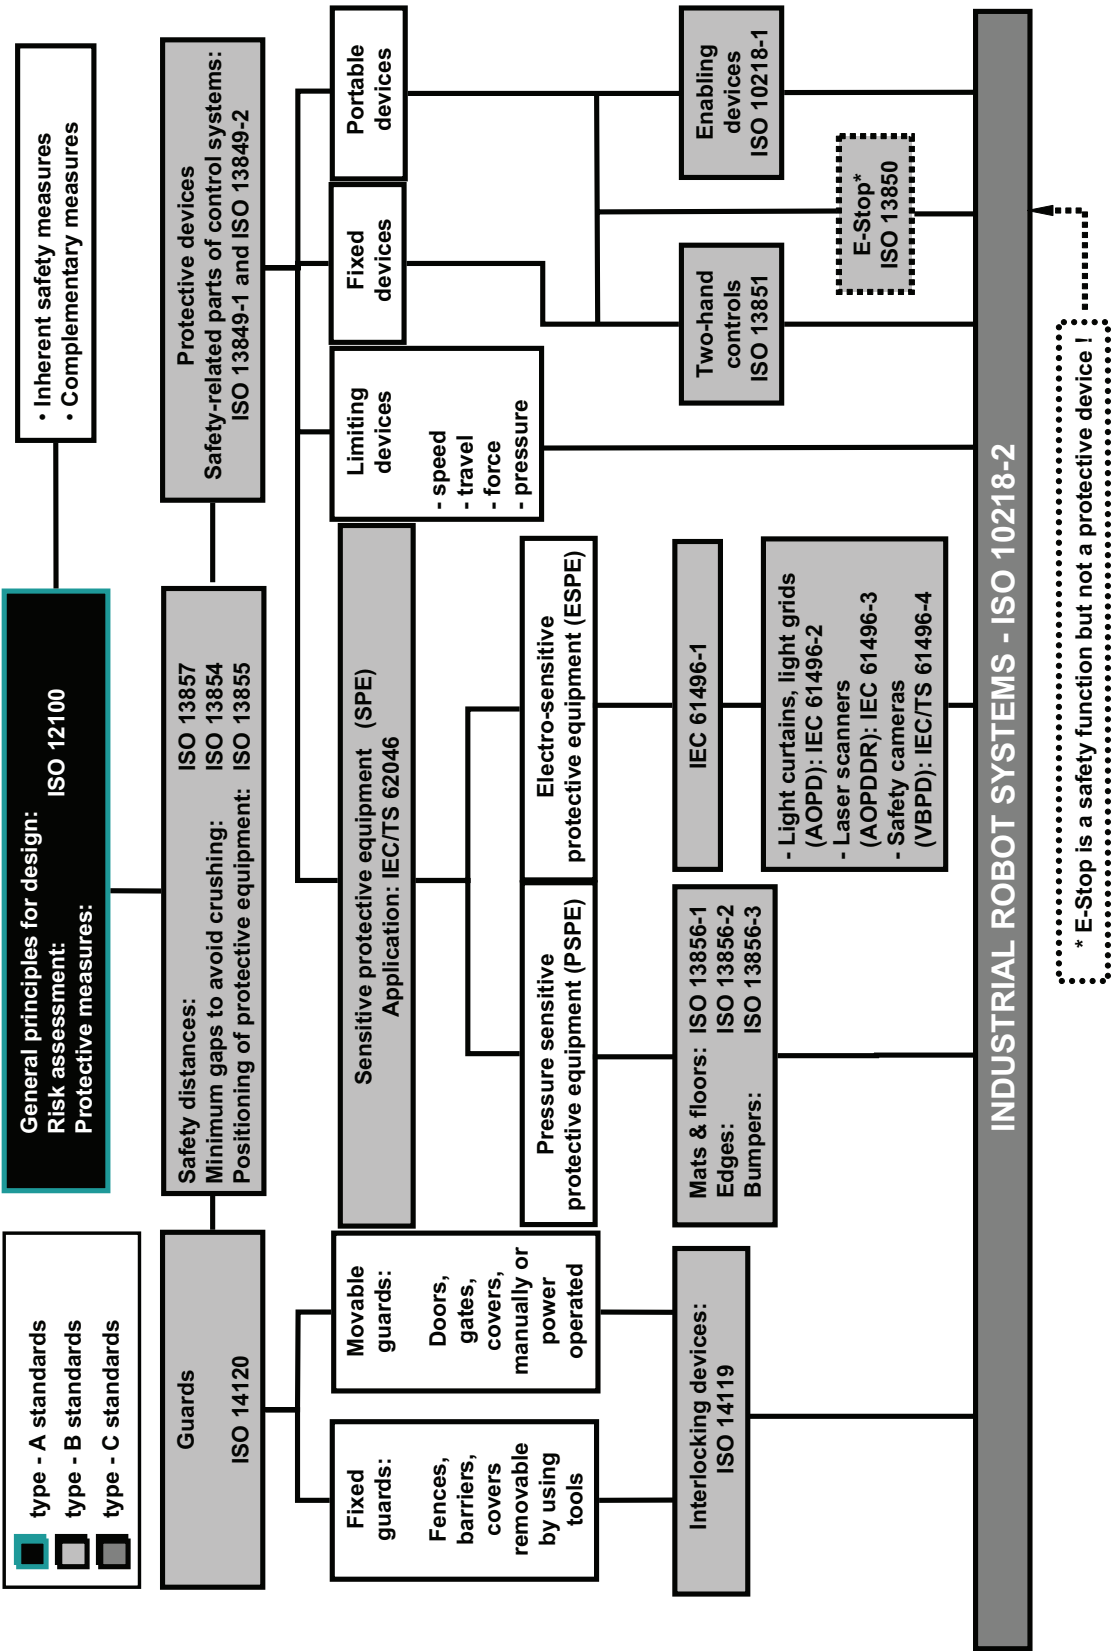 type - A standards
type - B standards
type - C standards
General principles for design:
Risk assessment: ISO 12100
Protective measures:
• Inherent safety measures
• Complementary measures
Guards
ISO 14120
Safety distances: ISO 13857
Minimum gaps to avoid crushing: ISO 13854
Positioning of protective equipment: ISO 13855
Protective devices
Safety-related parts of control systems:
ISO 13849-1 and ISO 13849-2
Fixed
guards:
Fences,
barriers,
covers
removable
by using
tools
Movable
guards:
Doors,
gates,
covers,
manually or
power
operated
Sensitive protective equipment (SPE)
Application: IEC/TS 62046
Limiting
devices
- speed
- travel
- force
- pressure
Fixed
devices
Portable
devices
Pressure sensitive
protective equipment (PSPE)
Electro-sensitive
protective equipment (ESPE)
Interlocking devices:
ISO 14119
Mats & floors: ISO 13856-1
Edges: ISO 13856-2
Bumpers: ISO 13856-3
IEC 61496-1
- Light curtains, light grids
(AOPD): IEC 61496-2
- Laser scanners
(AOPDDR): IEC 61496-3
- Safety cameras
(VBPD): IEC/TS 61496-4
Two-hand
controls
ISO 13851
E-Stop*
ISO 13850
Enabling
devices
ISO 10218-1
INDUSTRIAL ROBOT SYSTEMS - ISO 10218-2
* E-Stop is a safety function but not a protective device !